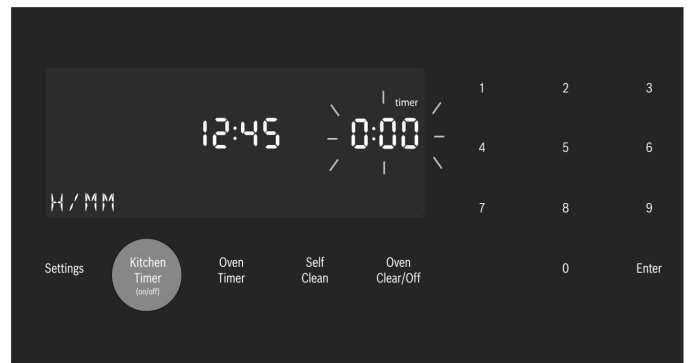 timer
12:45 0:00
H/MM
1 2 3
4 5 6
7 8 9
0 Enter
Settings
Kitchen
Timer
(on/off)
Oven
Timer
Self
Clean
Oven
Clear/Off